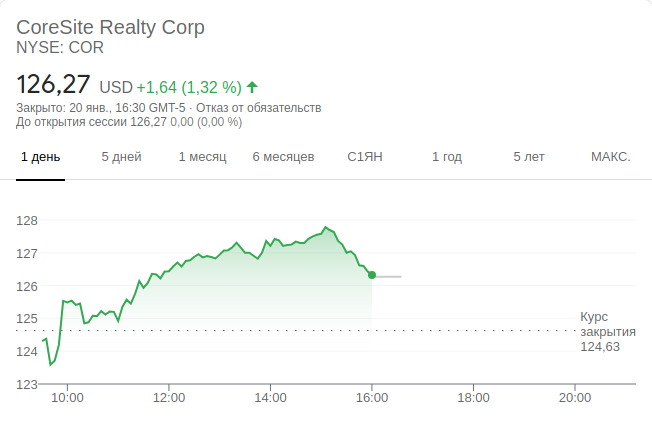 CoreSite Realty Corp
NYSE: COR
126,27 USD +1,64 (1,32 %)
Закрыто: 20 янв., 16:30 GMT-5 · Отказ от обязательств
До открытия сессии 126,27 0,00 (0,00 %)
1 день 5 дней 1 месяц 6 месяцев С1ЯН 1 год 5 лет МАКС.
128
127
126
125
124
123
Курс
закрытия
124,63
10:00 12:00 14:00 16:00 18:00 20:00